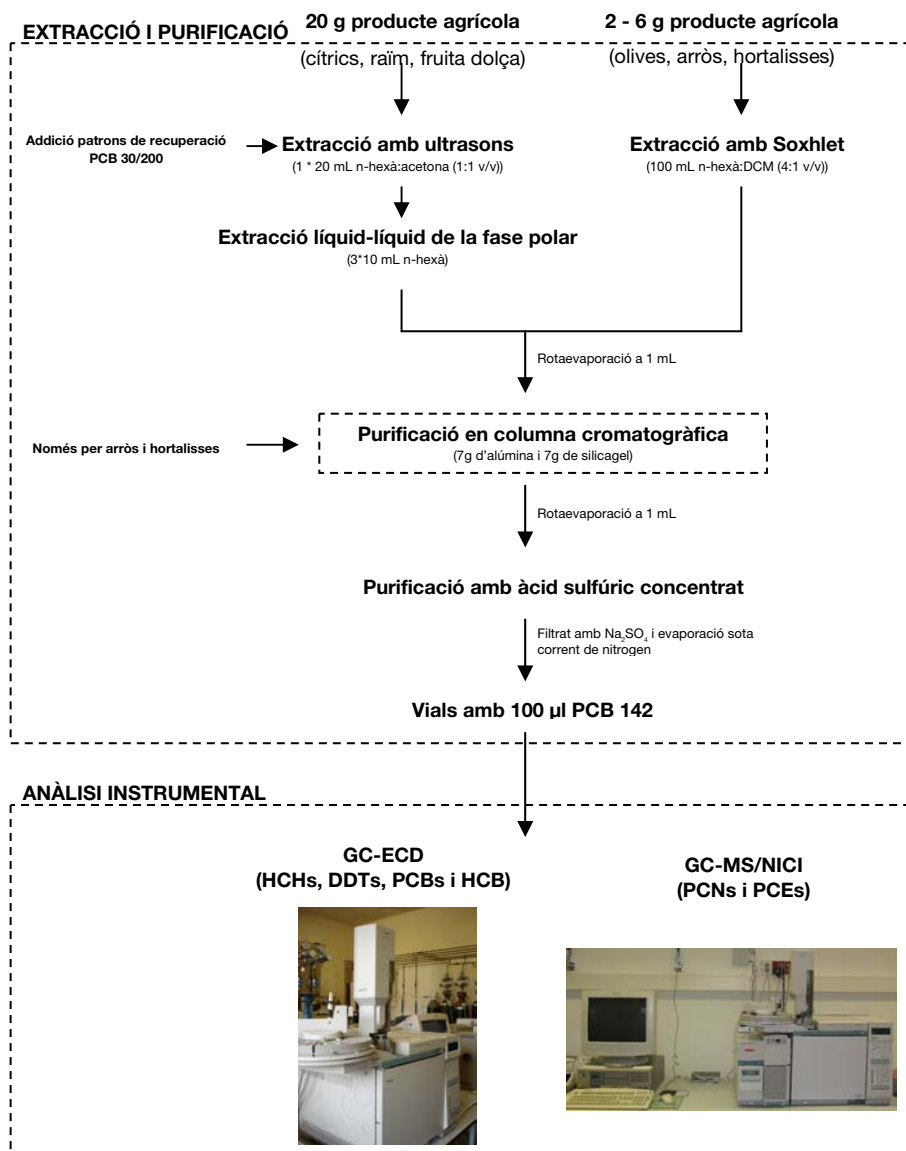 EXTRACCIÓ I PURIFICACIÓ
20 g producte agrícola
(cítrics, raïm, fruita dolça)
2 - 6 g producte agrícola
(olives, arròs, hortalisses)
Addició patrons de recuperació
PCB 30/200
Extracció amb ultrasons
(1 * 20 mL n-hexà:acetona (1:1 v/v))
Extracció amb Soxhlet
(100 mL n-hexà:DCM (4:1 v/v))
Extracció líquid-líquid de la fase polar
(3*10 mL n-hexà)
Rotaevaporació a 1 mL
Només per arròs i hortalisses
Purificació en columna cromatogràfica
(7g d'alúmina i 7g de silicagel)
Rotaevaporació a 1 mL
Purificació amb àcid sulfúric concentrat
Filtrat amb Na₂SO₄ i evaporació sota
corrent de nitrogen
Vials amb 100 µl PCB 142
ANÀLISI INSTRUMENTAL
GC-ECD
(HCHs, DDTs, PCBs i HCB)
GC-MS/NICI
(PCNs i PCEs)